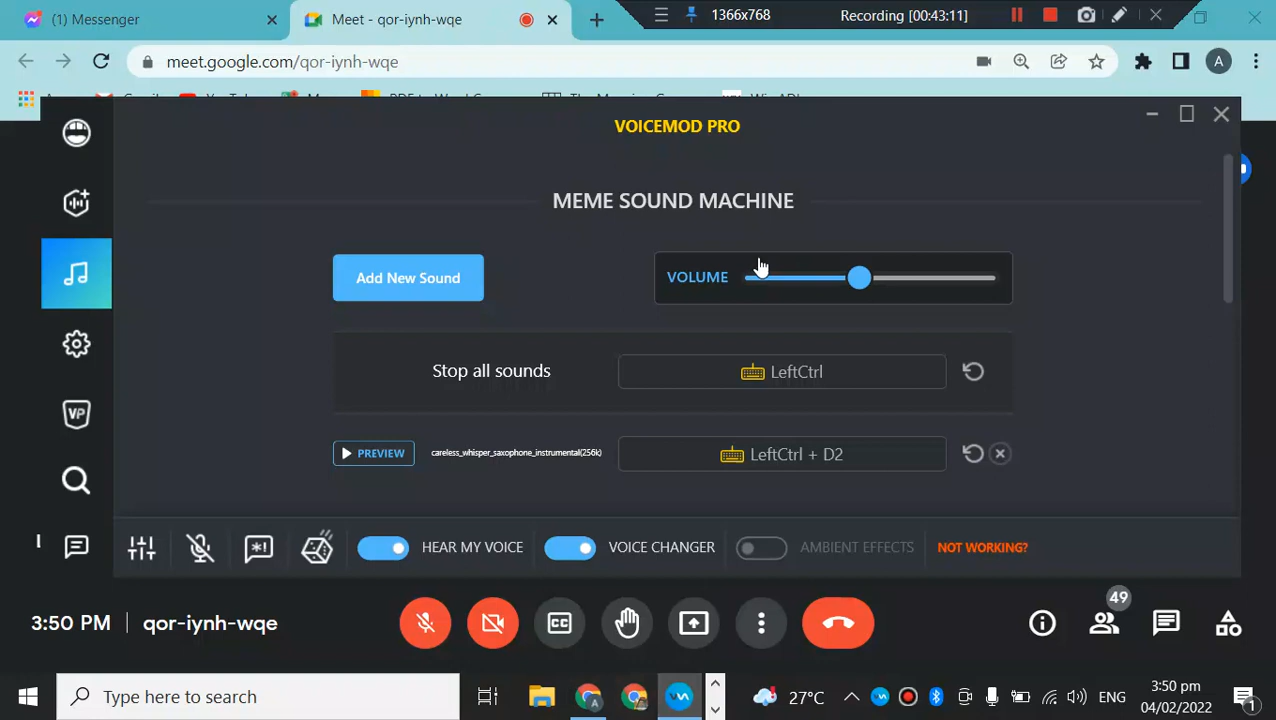 (1) Messenger
Meet - qor-iynh-wqe
1366x768
Recording [00:43:11]
meet.google.com/qor-iynh-wqe
A
VOICEMOD PRO
MEME SOUND MACHINE
Add New Sound
VOLUME
Stop all sounds
LeftCtrl
PREVIEW
careless_whisper_saxophone_instrumental(256k)
LeftCtrl + D2
VP
HEAR MY VOICE
VOICE CHANGER
AMBIENT EFFECTS
NOT WORKING?
3:50 PM
qor-iynh-wqe
CC
49
Type here to search
27°C
ENG
3:50 pm
04/02/2022
1